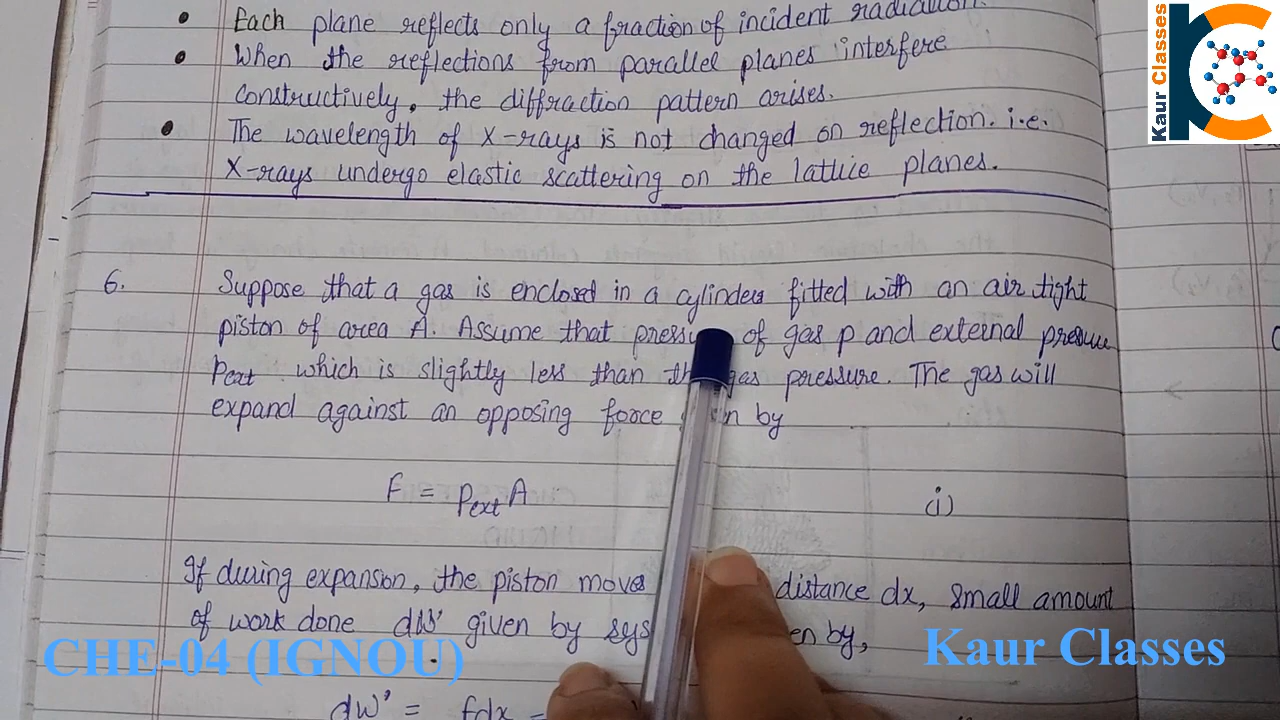 Each plane reflects only a fraction of incident radiation.
When the reflections from parallel planes interfere
constructively, the diffraction pattern arises.
The wavelength of X-rays is not changed on reflection. i.e.
X-rays undergo elastic scattering on the lattice planes.
6. Suppose that a gas is enclosed in a cylinder fitted with an air tight
piston of area A. Assume that of gas p and external pressure
Pext which is slightly less than gas pressure. The gas will
expand against an opposing force by
F = Pext A (i)
If during expansion, the piston moves distance dx, small amount
of work done dW' given by by,
dW' = fdx =
Kaur Classes
CHE-04 (IGNOU)
Kaur Classes